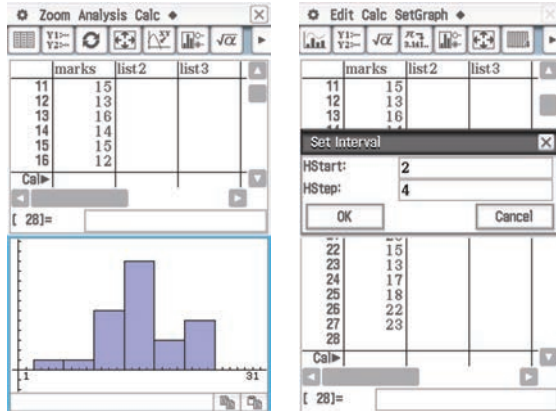 Zoom Analysis Calc
marks list2 list3
11 15
12 13
13 16
14 14
15 15
16 12
Cal
[ 28]=
1 31
Edit Calc SetGraph
marks list2 list3
11 15
12 13
13 16
Set Interval
HStart: 2
HStep: 4
OK Cancel
22 15
23 13
24 17
25 18
26 22
27 23
28
Cal
[ 28]=